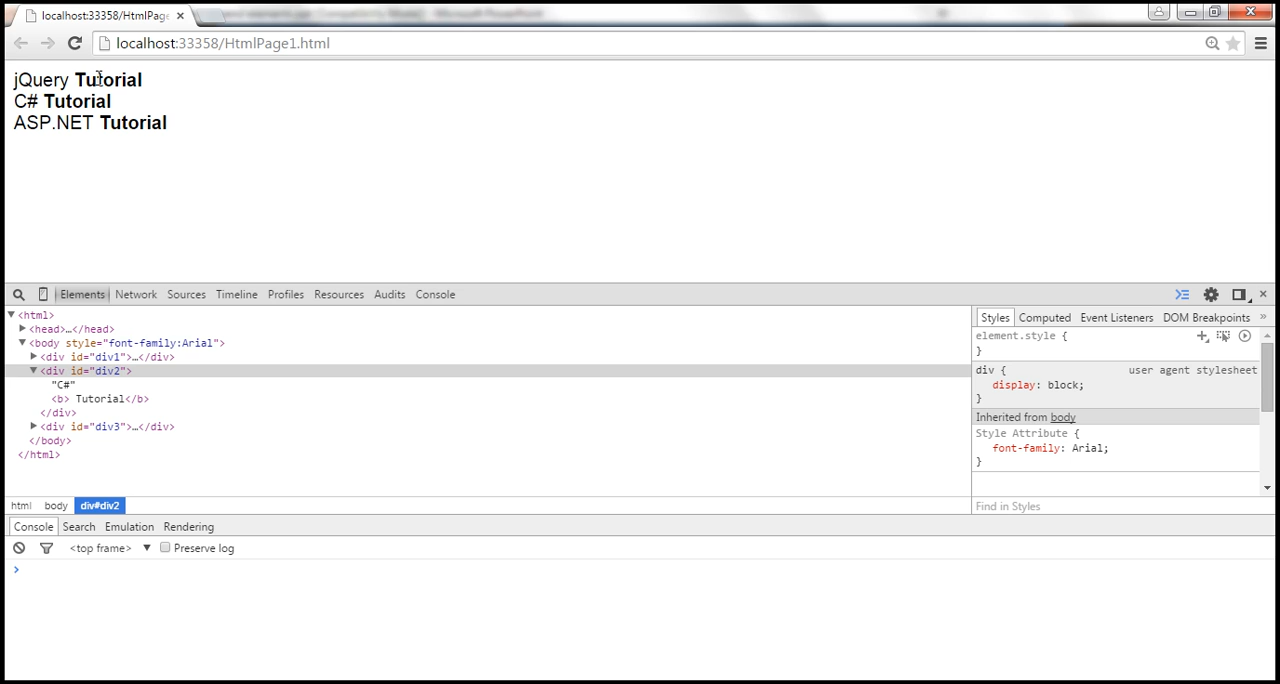 localhost:33358/HtmlPage
localhost:33358/HtmlPage1.html
jQuery Tutorial
C# Tutorial
ASP.NET Tutorial
Elements Network Sources Timeline Profiles Resources Audits Console
<html>
<head>…</head>
<body style="font-family:Arial">
<div id="div1">…</div>
<div id="div2">
"C#"
<b> Tutorial</b>
</div>
<div id="div3">…</div>
</body>
</html>
html body div#div2
Styles Computed Event Listeners DOM Breakpoints »
element.style {
}
div { user agent stylesheet
display: block;
}
Inherited from body
Style Attribute {
font-family: Arial;
}
Find in Styles
Console Search Emulation Rendering
<top frame> ▼ Preserve log
>